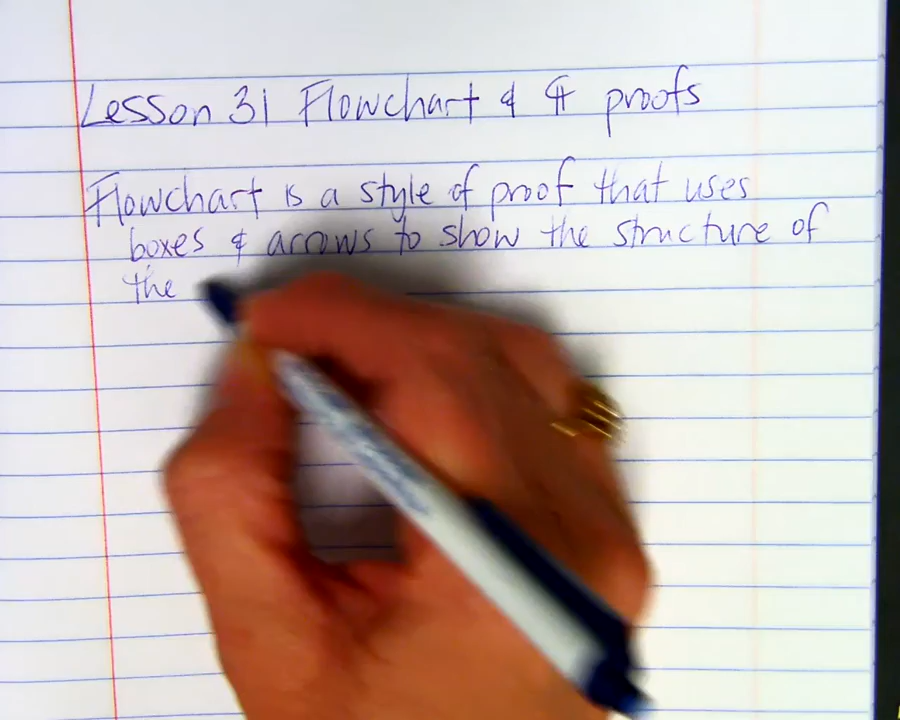 Lesson 31 Flowchart & ¶ proofs
Flowchart is a style of proof that uses
boxes & arrows to show the structure of
the